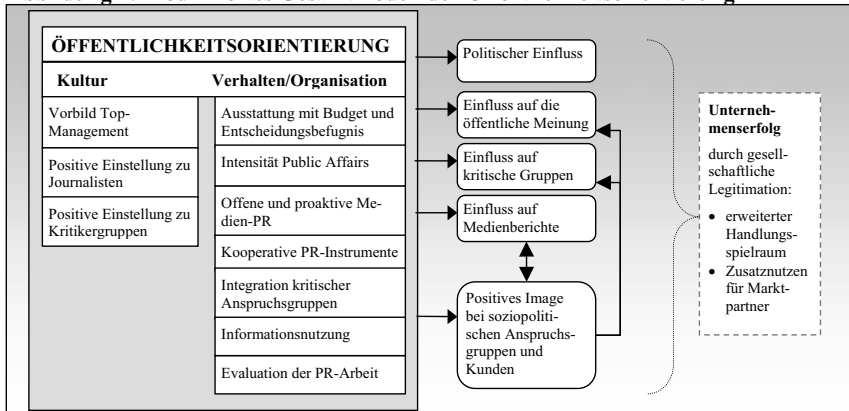 ÖFFENTLICHKEITSORIENTIERUNG
Kultur
Verhalten/Organisation
Vorbild Top-
Management
Positive Einstellung zu
Journalisten
Positive Einstellung zu
Kritikergruppen
Ausstattung mit Budget und
Entscheidungsbefugnis
Intensität Public Affairs
Offene und proaktive Me-
dien-PR
Kooperative PR-Instrumente
Integration kritischer
Anspruchsgruppen
Informationsnutzung
Evaluation der PR-Arbeit
Politischer Einfluss
Einfluss auf die
öffentliche Meinung
Einfluss auf
kritische Gruppen
Einfluss auf
Medienberichte
Positives Image
bei soziopoliti-
schen Anspruchs-
gruppen und
Kunden
Unterneh-
menserfolg
durch gesell-
schaftliche
Legitimation:
• erweiterter
Handlungs-
spielraum
• Zusatznutzen
für Markt-
partner